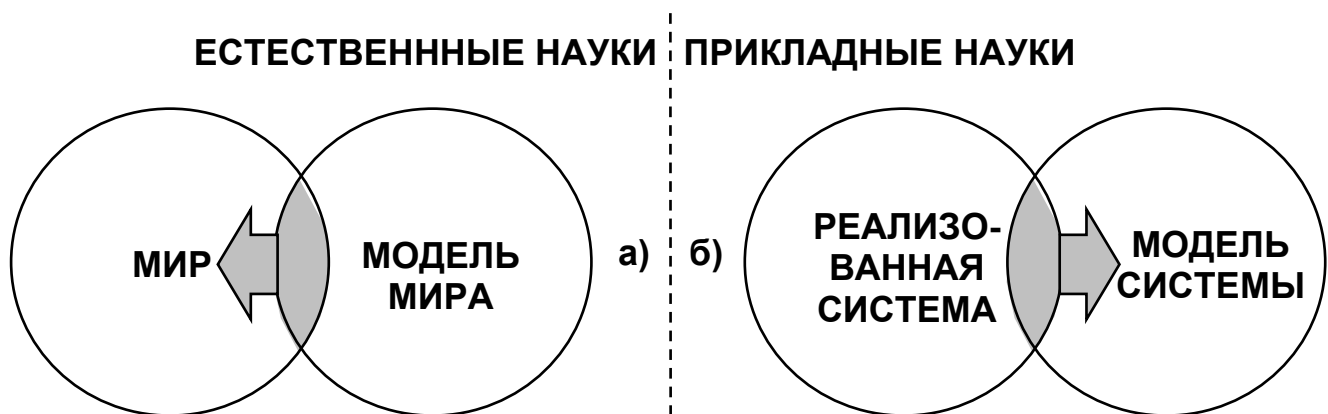 ЕСТЕСТВЕНННЫЕ НАУКИ
ПРИКЛАДНЫЕ НАУКИ
МИР
МОДЕЛЬ
МИРА
а)
б)
РЕАЛИЗО-
ВАННАЯ
СИСТЕМА
МОДЕЛЬ
СИСТЕМЫ